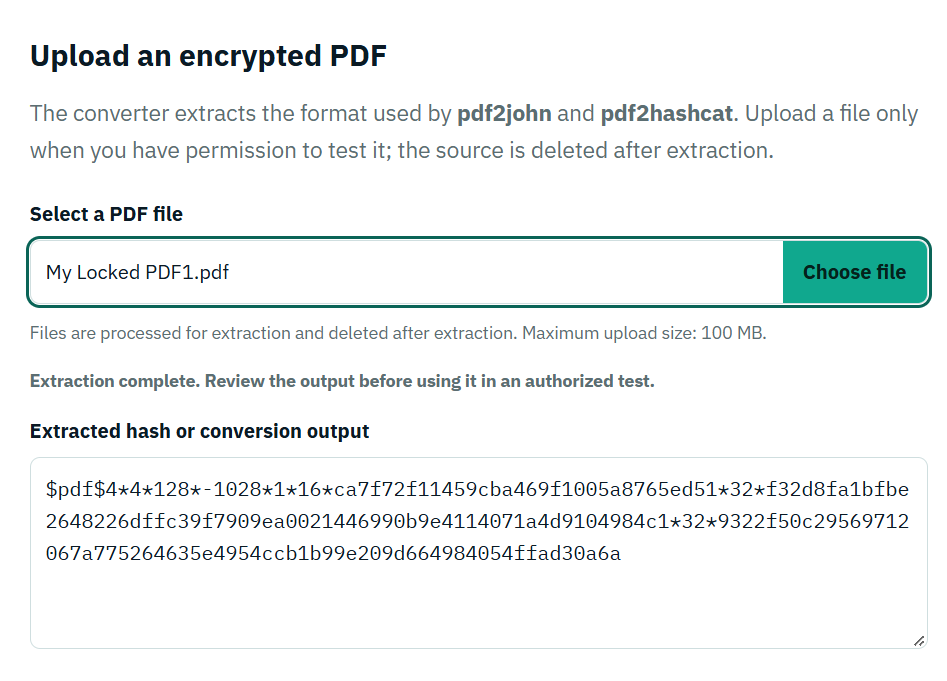 Upload an encrypted PDF
The converter extracts the format used by pdf2john and pdf2hashcat. Upload a file only
when you have permission to test it; the source is deleted after extraction.
Select a PDF file
My Locked PDF1.pdf
Choose file
Files are processed for extraction and deleted after extraction. Maximum upload size: 100 MB.
Extraction complete. Review the output before using it in an authorized test.
Extracted hash or conversion output
$pdf$4*4*128*-1028*1*16*ca7f72f11459cba469f1005a8765ed51*32*f32d8fa1bfbe
2648226dffc39f7909ea0021446990b9e4114071a4d9104984c1*32*9322f50c29569712
067a775264635e4954ccb1b99e209d664984054ffad30a6a